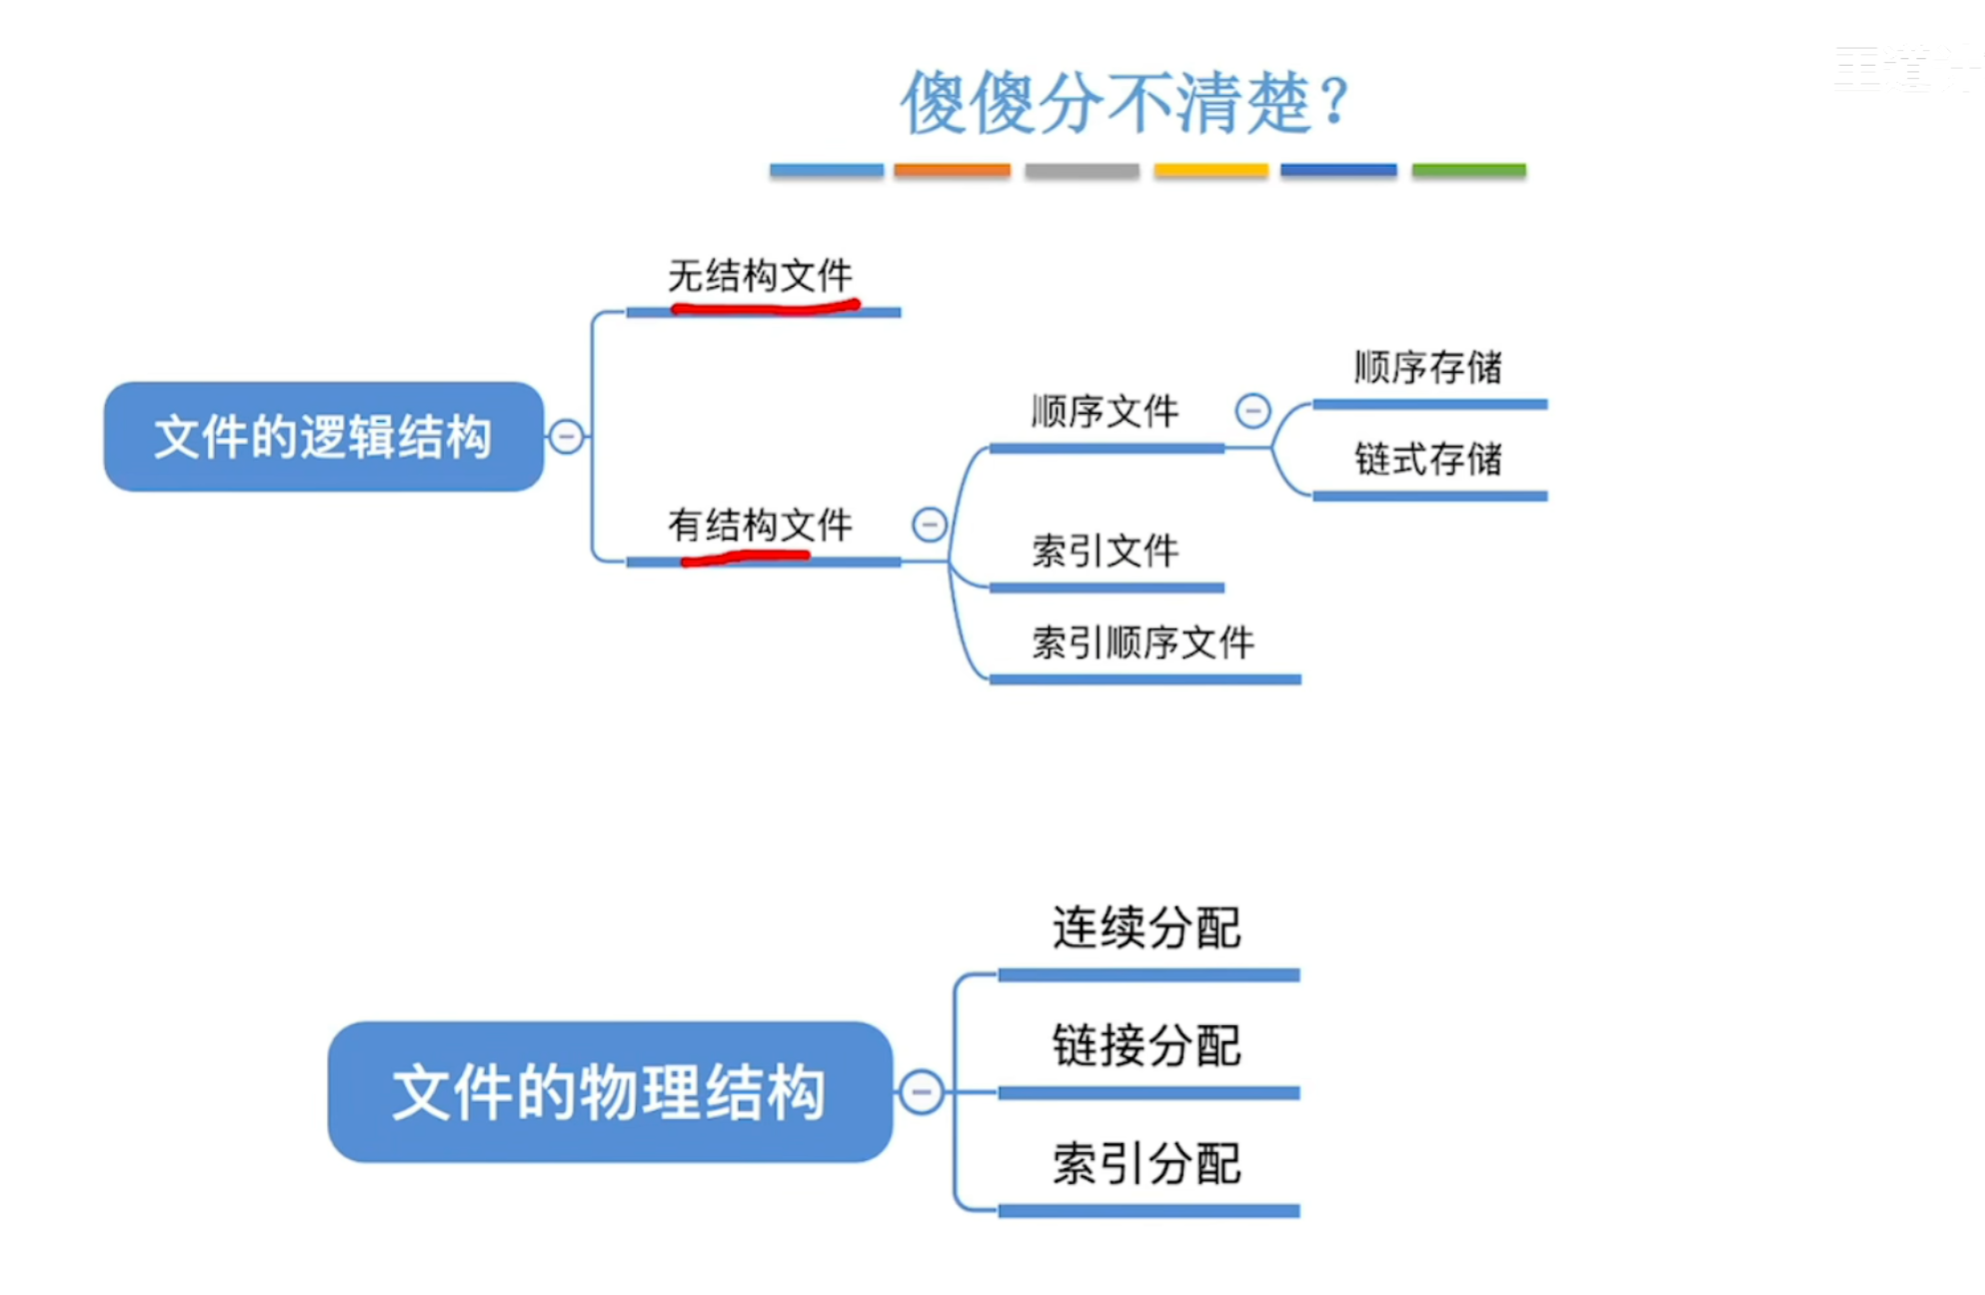 傻傻分不清楚？
无结构文件
顺序存储
顺序文件
文件的逻辑结构
链式存储
有结构文件
索引文件
索引顺序文件
连续分配
链接分配
文件的物理结构
索引分配